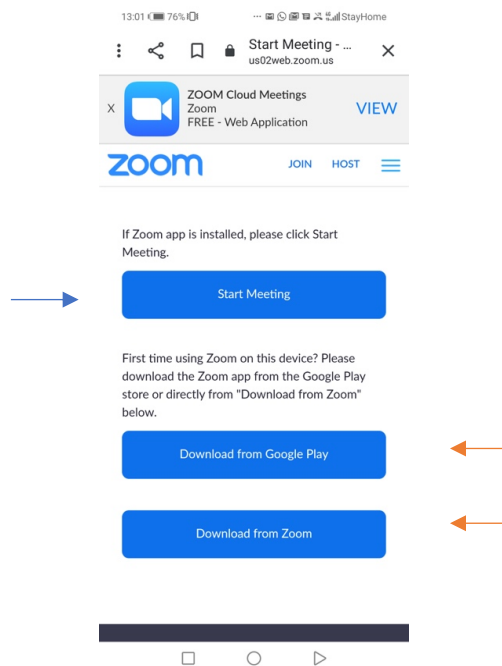 13:01 76% ... StayHome
Start Meeting - ...
us02web.zoom.us
X
ZOOM Cloud Meetings
Zoom
FREE - Web Application
VIEW
zoom JOIN HOST
If Zoom app is installed, please click Start
Meeting.
Start Meeting
First time using Zoom on this device? Please
download the Zoom app from the Google Play
store or directly from "Download from Zoom"
below.
Download from Google Play
Download from Zoom